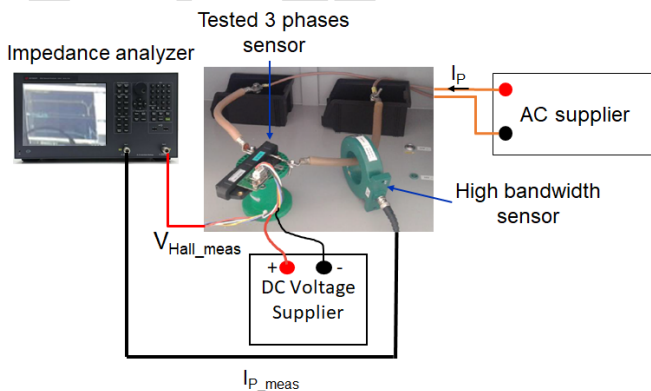 Tested 3 phases
sensor
Impedance analyzer
I_P
AC supplier
High bandwidth
sensor
V_Hall_meas
+ -
DC Voltage
Supplier
I_P_meas